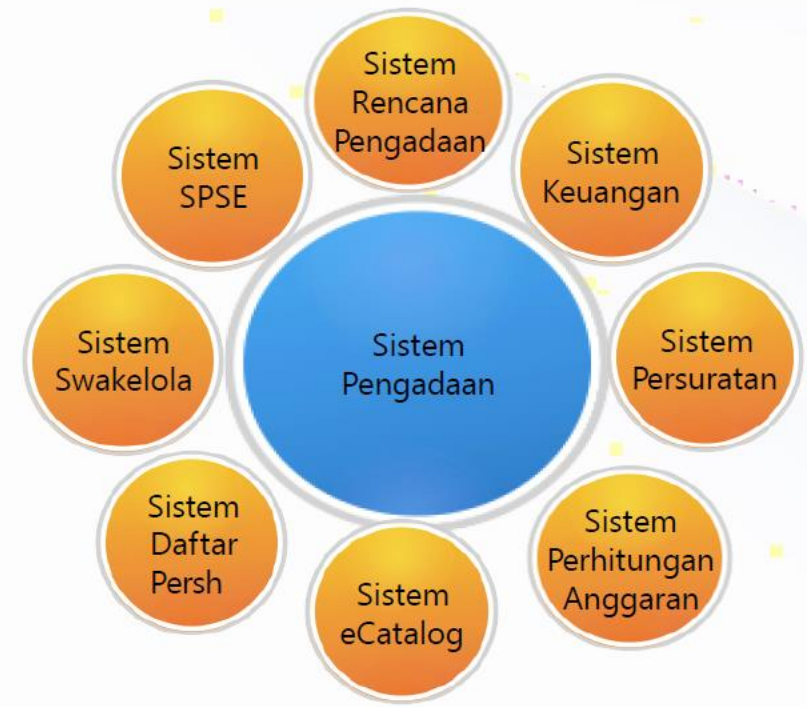 Sistem
Rencana
Pengadaan
Sistem
Keuangan
Sistem
Persuratan
Sistem
Perhitungan
Anggaran
Sistem
eCatalog
Sistem
Daftar
Persh
Sistem
Swakelola
Sistem
SPSE
Sistem
Pengadaan